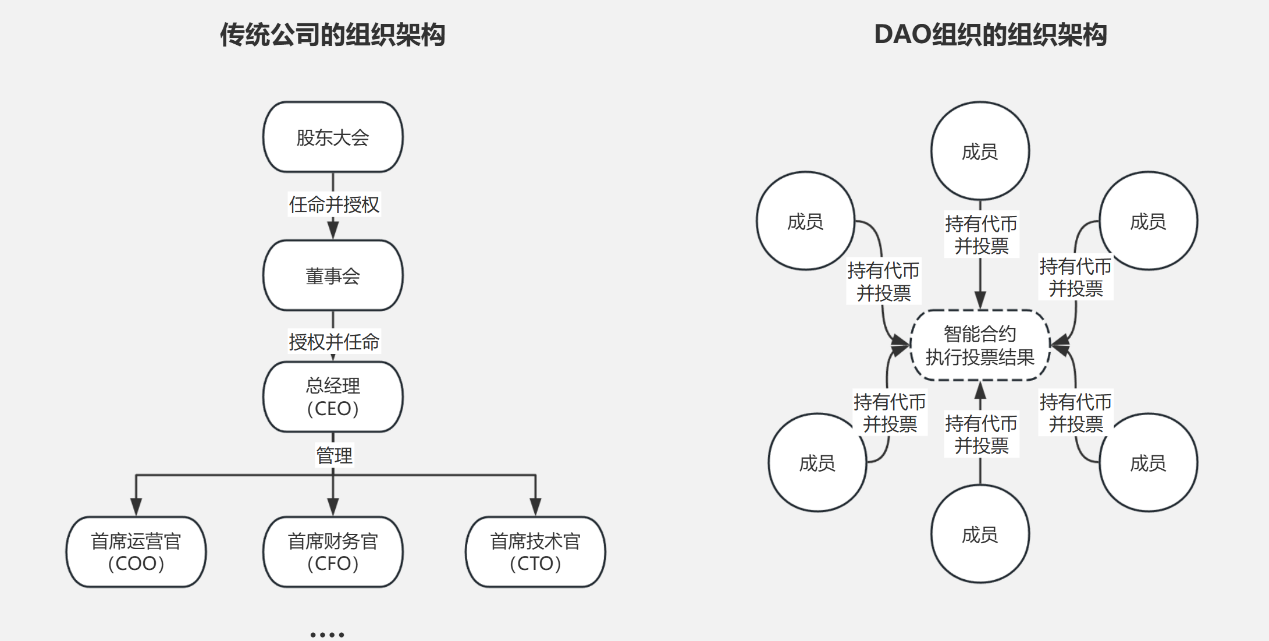 传统公司的组织架构
股东大会
任命并授权
董事会
授权并任命
总经理
（CEO）
管理
首席运营官
（COO）
首席财务官
（CFO）
首席技术官
（CTO）
....
DAO组织的组织架构
成员
成员
成员
持有代币
并投票
持有代币
并投票
持有代币
并投票
智能合约
执行投票结果
持有代币
并投票
持有代币
并投票
持有代币
并投票
成员
成员
成员